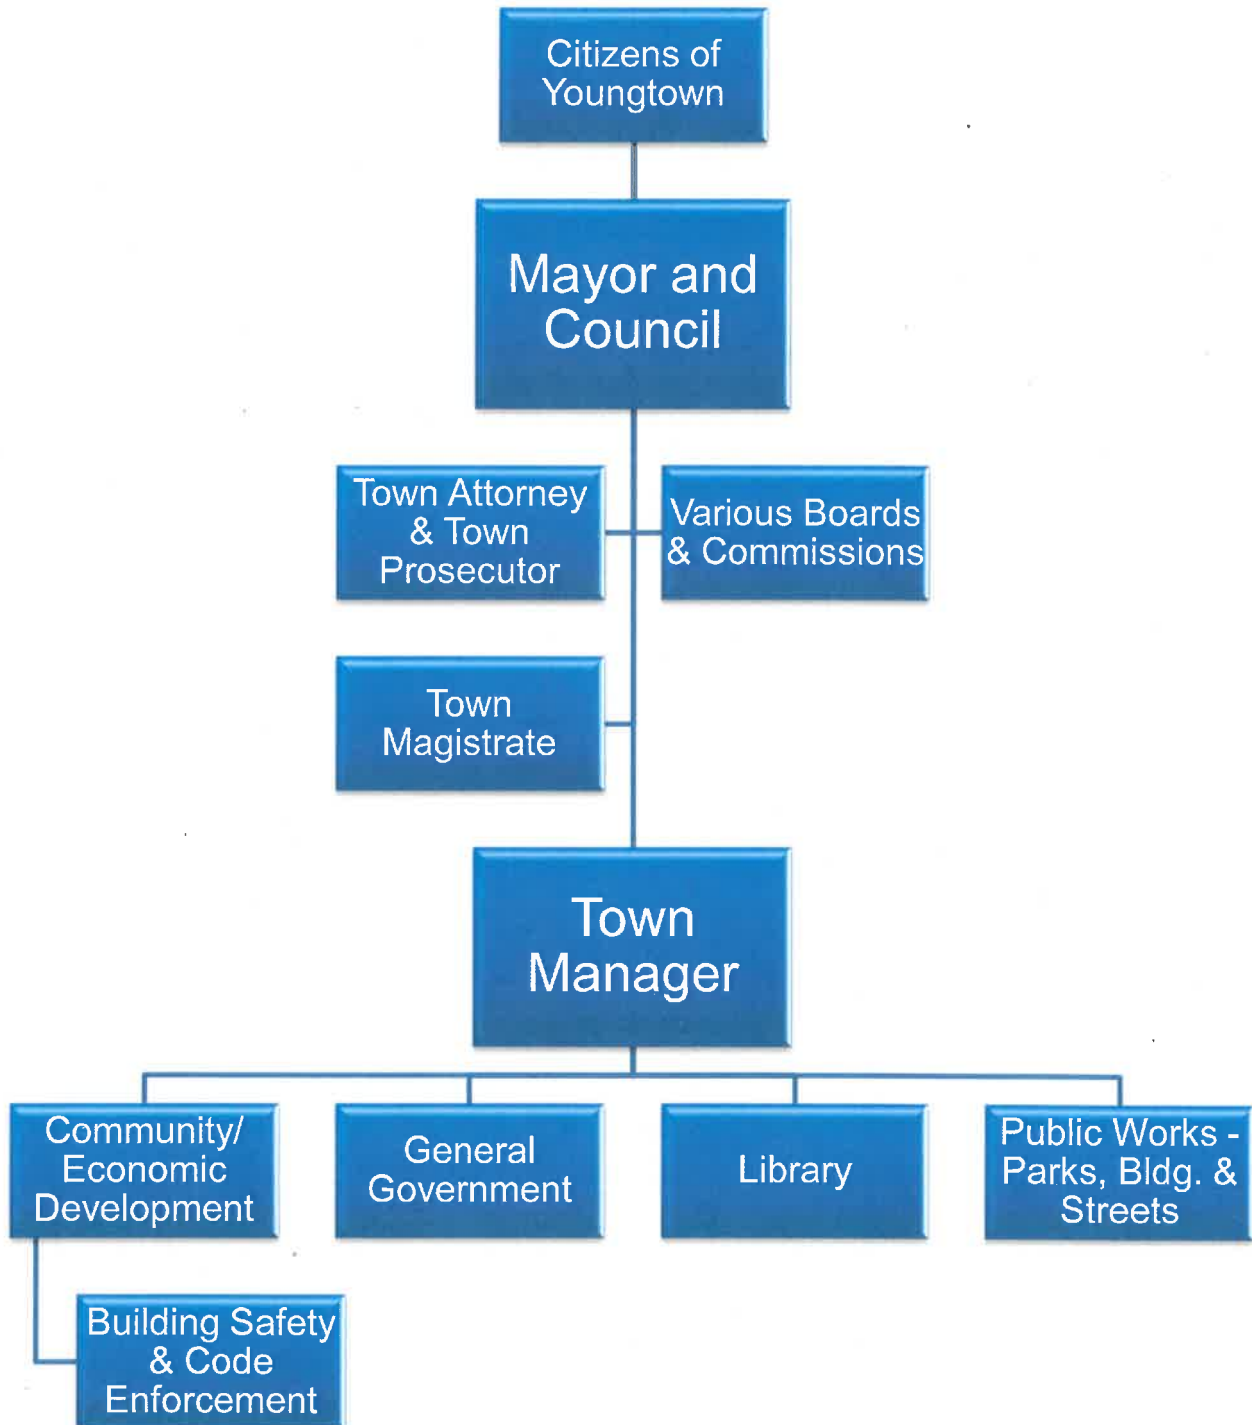 Citizens of
Youngtown
Mayor and
Council
Town Attorney
& Town
Prosecutor
Various Boards
& Commissions
Town
Magistrate
Town
Manager
Community/
Economic
Development
General
Government
Library
Public Works -
Parks, Bldg. &
Streets
Building Safety
& Code
Enforcement